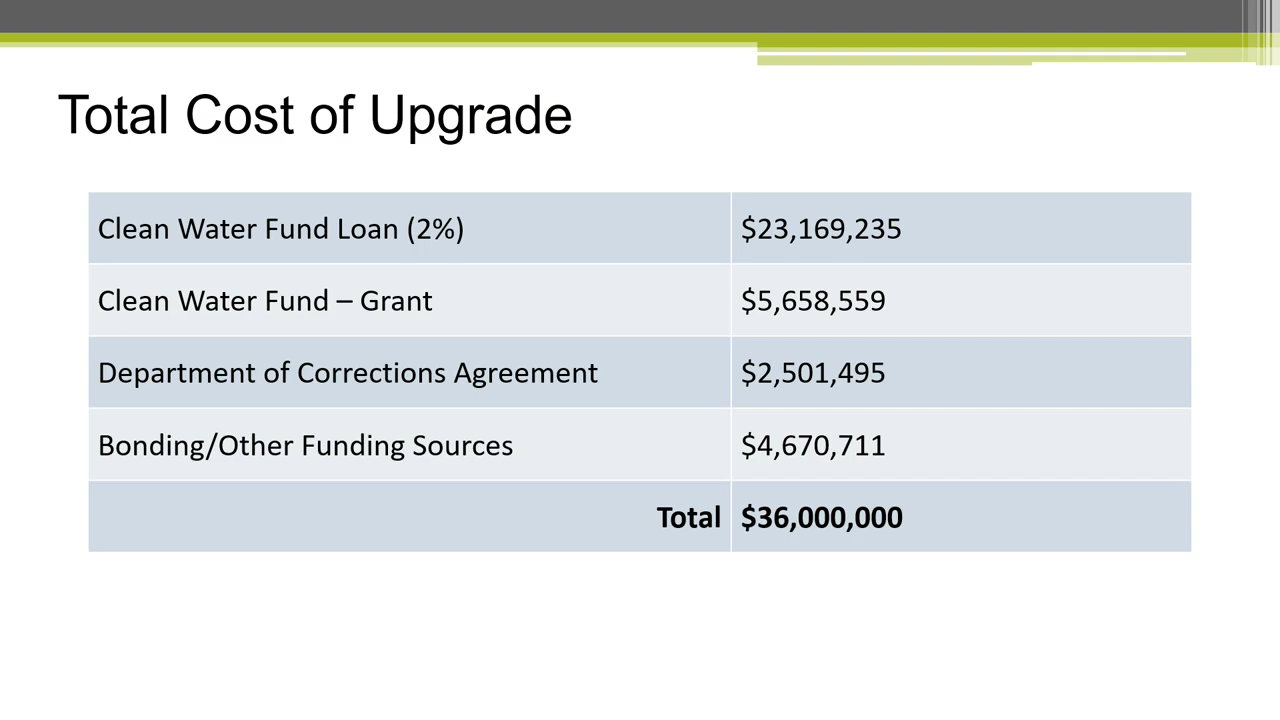 Total Cost of Upgrade
Clean Water Fund Loan (2%) $23,169,235
Clean Water Fund – Grant $5,658,559
Department of Corrections Agreement $2,501,495
Bonding/Other Funding Sources $4,670,711
Total $36,000,000